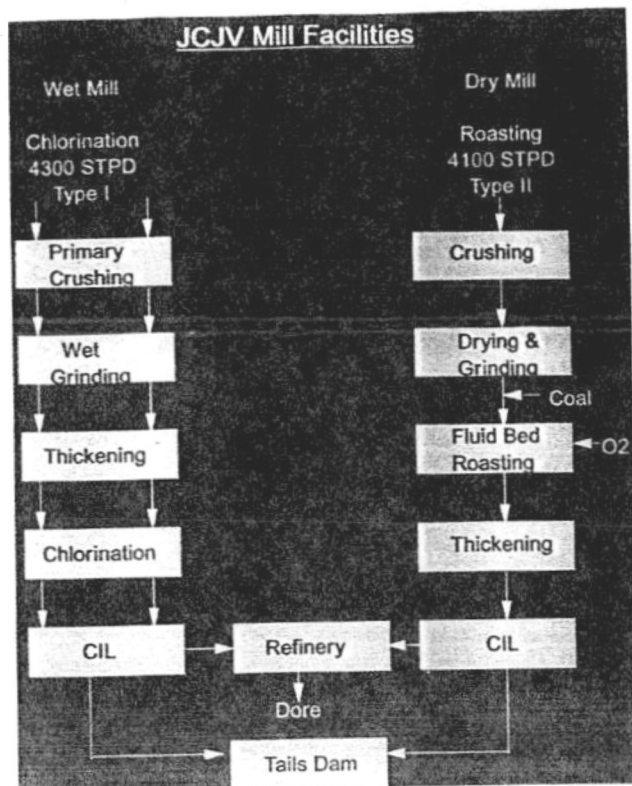 JCJV Mill Facilities
Wet Mill
Chlorination
4300 STPD
Type I
Primary
Crushing
Wet
Grinding
Thickening
Chlorination
CIL
Dry Mill
Roasting
4100 STPD
Type II
Crushing
Drying &
Grinding
Coal
Fluid Bed
Roasting
O2
Thickening
CIL
Refinery
Dore
Tails Dam